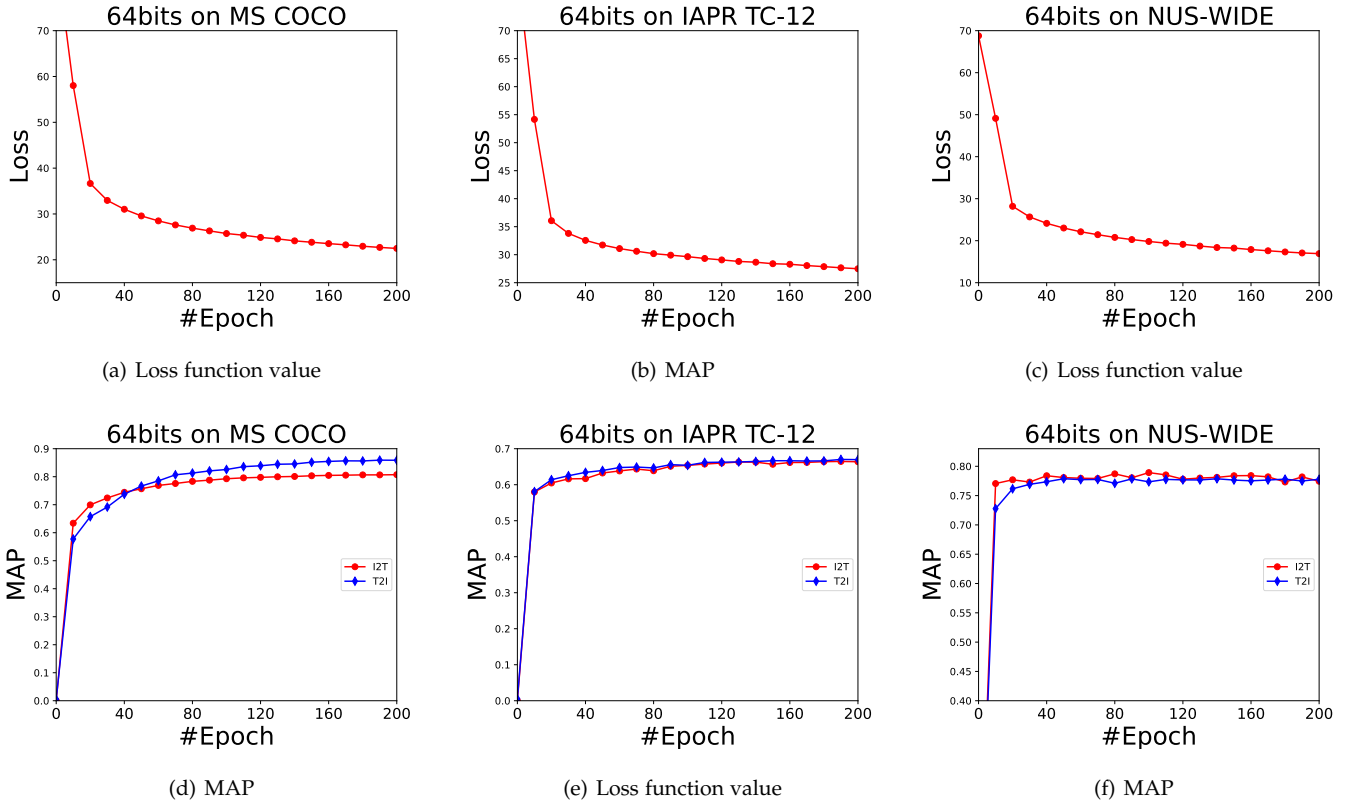 64bits on MS COCO
70
60
50
40
30
20
Loss
0 40 80 120 160 200
#Epoch
(a) Loss function value
64bits on IAPR TC-12
70
65
60
55
50
45
40
35
30
25
Loss
0 40 80 120 160 200
#Epoch
(b) MAP
64bits on NUS-WIDE
70
60
50
40
30
20
10
Loss
0 40 80 120 160 200
#Epoch
(c) Loss function value
64bits on MS COCO
0.9
0.8
0.7
0.6
0.5
0.4
0.3
0.2
0.1
0.0
MAP
I2T
T2I
0 40 80 120 160 200
#Epoch
(d) MAP
64bits on IAPR TC-12
0.7
0.6
0.5
0.4
0.3
0.2
0.1
0.0
MAP
I2T
T2I
0 40 80 120 160 200
#Epoch
(e) Loss function value
64bits on NUS-WIDE
0.80
0.75
0.70
0.65
0.60
0.55
0.50
0.45
0.40
MAP
I2T
T2I
0 40 80 120 160 200
#Epoch
(f) MAP